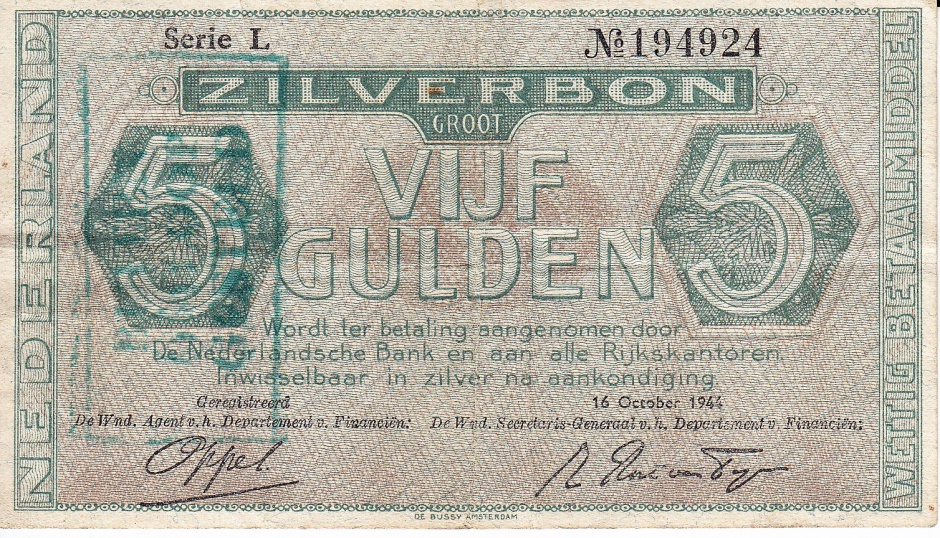 Serie L
№194924
ZILVERBON
GROOT
5
VIJF
GULDEN
5
NEDERLAND
WETTIG BETAALMIDDEL
Wordt ter betaling aangenomen door
De Nederlandsche Bank en aan alle Rijkskantoren.
Inwisselbaar in zilver na aankondiging.
Geregistreerd
16 October 1944
De Wnd. Agent v. h. Departement v. Financiën:
De Wnd. Secretaris-Generaal v. h. Departement v. Financiën:
Oppel.
DE BUSSY AMSTERDAM